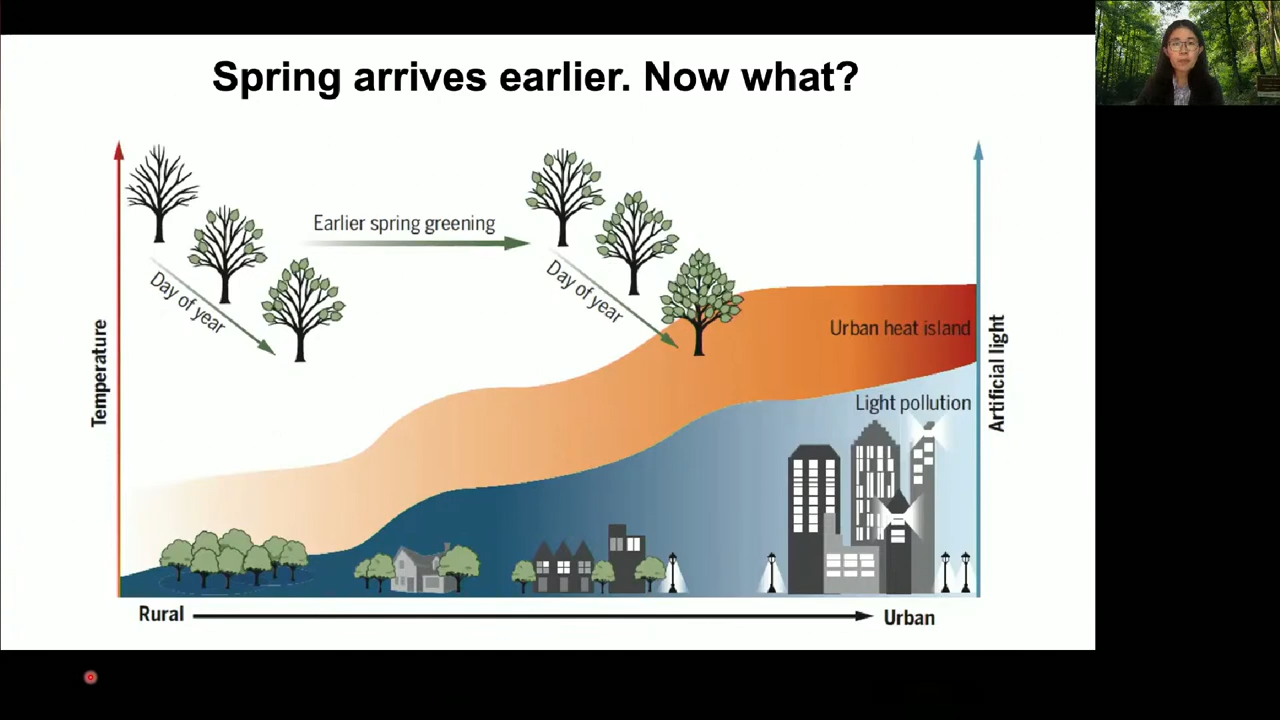 Spring arrives earlier. Now what?
Earlier spring greening
Day of year
Day of year
Temperature
Urban heat island
Light pollution
Artificial light
Rural
Urban